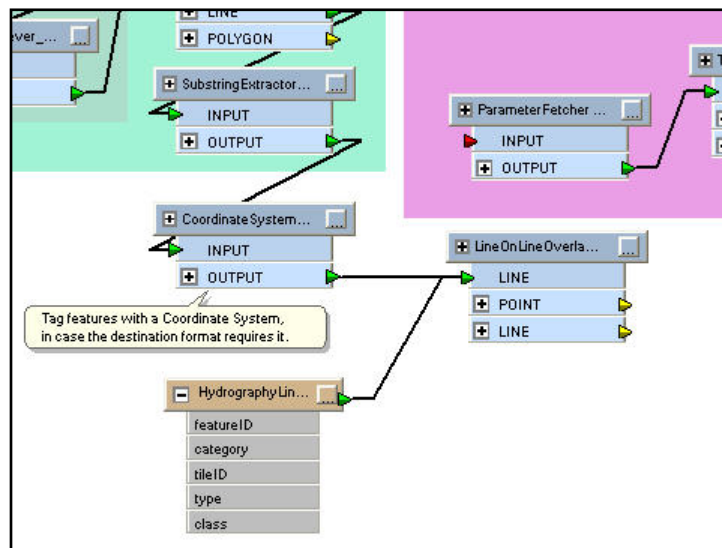 LINE
POLYGON
ever_...
SubstringExtractor... ...
INPUT
OUTPUT
ParameterFetcher ... ...
INPUT
OUTPUT
T
CoordinateSystem... ...
INPUT
OUTPUT
LineOnLineOverla... ...
LINE
POINT
LINE
Tag features with a Coordinate System,
in case the destination format requires it.
HydrographyLin... ...
featureID
category
tileID
type
class